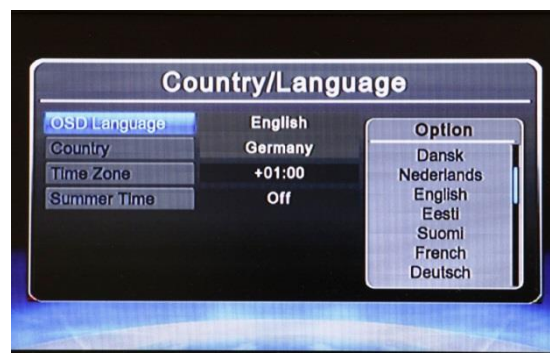 Country/Language
OSD Language English
Country Germany
Time Zone +01:00
Summer Time Off
Option
Dansk
Nederlands
English
Eesti
Suomi
French
Deutsch